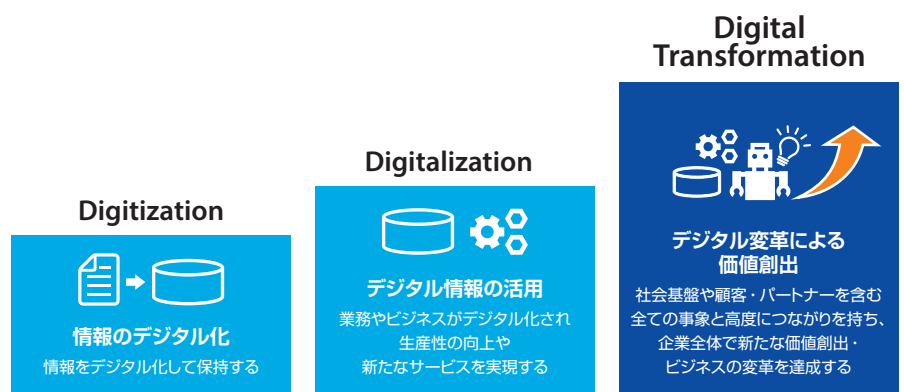 Digitization
情報のデジタル化
情報をデジタル化して保持する
Digitalization
デジタル情報の活用
業務やビジネスがデジタル化され
生産性の向上や
新たなサービスを実現する
Digital
Transformation
デジタル変革による
価値創出
社会基盤や顧客・パートナーを含む
全ての事象と高度につながりを持ち、
企業全体で新たな価値創出・
ビジネスの変革を達成する